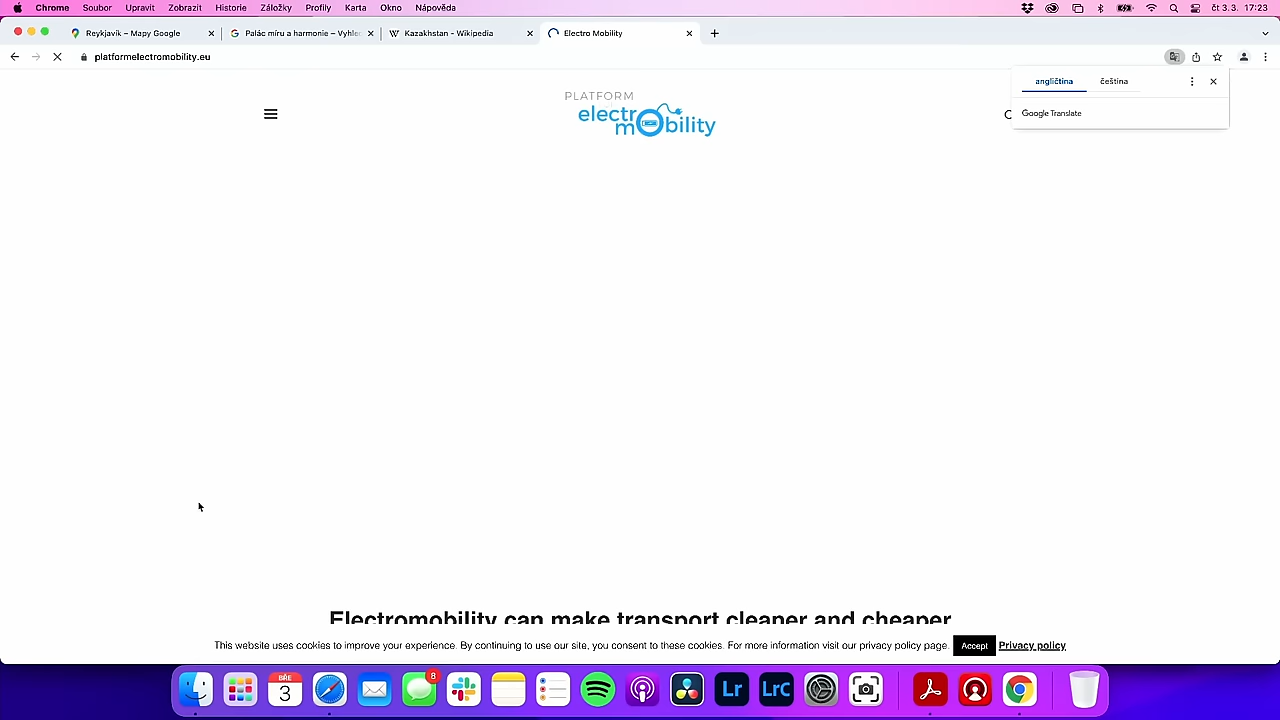 Chrome Soubor Upravit Zobrazit Historie Záložky Profily Karta Okno Nápověda čt 3.3. 17:23
Reykjavík – Mapy Google
Palác míru a harmonie – Vyhle
Kazakhstan - Wikipedia
Electro Mobility
platformelectromobility.eu
angličtina čeština
Google Translate
PLATFORM
electro
mobility
Electromobility can make transport cleaner and cheaper
This website uses cookies to improve your experience. By continuing to use our site, you consent to these cookies. For more information visit our privacy policy page. Accept Privacy policy
8
BŘE
3
Lr
LrC